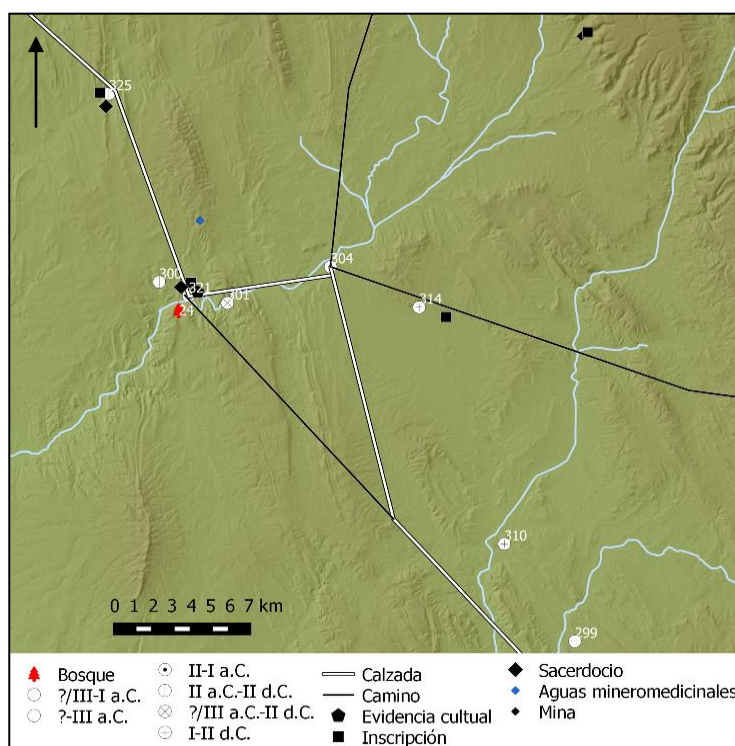 325
300
321
301
24
304
314
310
299
0 1 2 3 4 5 6 7 km
Bosque
?/III-I a.C.
?-III a.C.
II-I a.C.
II a.C.-II d.C.
?/III a.C.-II d.C.
I-II d.C.
Calzada
Camino
Evidencia cultual
Inscripción
Sacerdocio
Aguas mineromedicinales
Mina